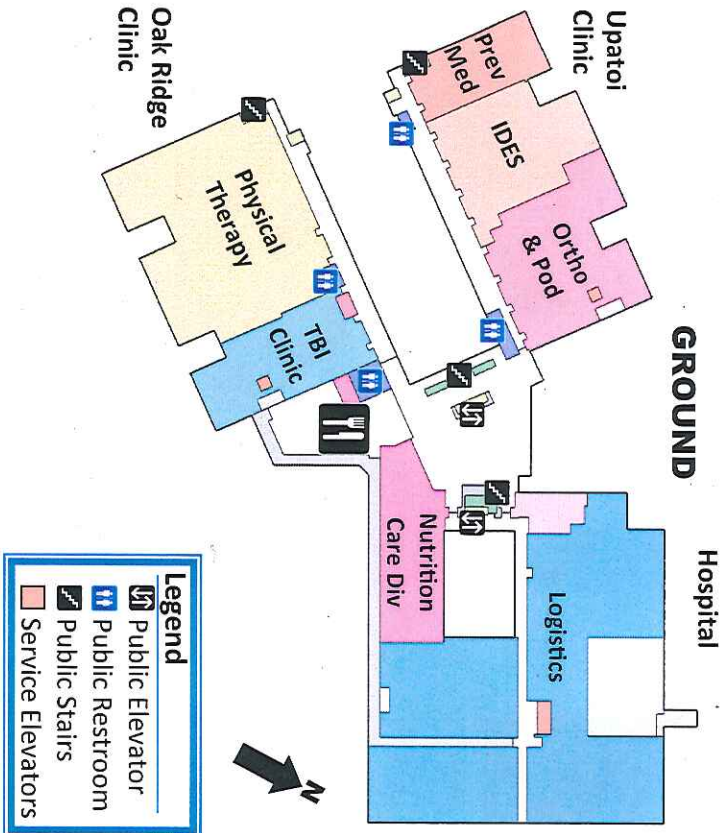 GROUND
Upatoi
Clinic
Prev
Med
IDES
Ortho
& Pod
Hospital
Logistics
Oak Ridge
Clinic
Physical
Therapy
TBI
Clinic
Nutrition
Care Div
N
Legend
Public Elevator
Public Restroom
Public Stairs
Service Elevators